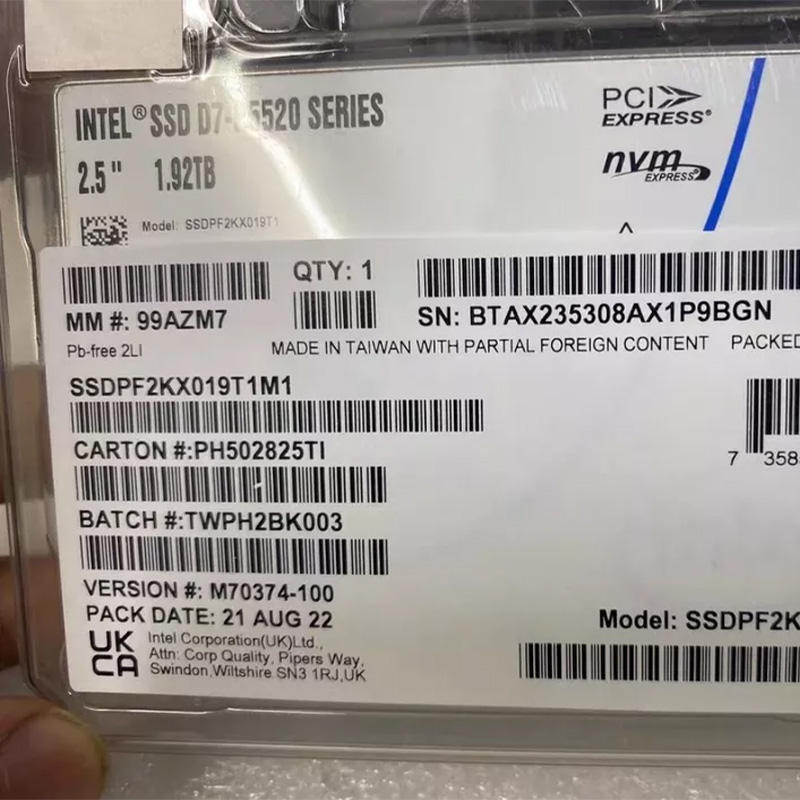 INTEL® SSD D7-P5520 SERIES
PCI EXPRESS®
2.5" 1.92TB
nvm EXPRESS
Model: SSDPF2KX019T1
QTY: 1
MM #: 99AZM7
SN: BTAX235308AX1P9BGN
Pb-free 2LI
MADE IN TAIWAN WITH PARTIAL FOREIGN CONTENT PACKED
SSDPF2KX019T1M1
CARTON #:PH502825TI
7 358
BATCH #:TWPH2BK003
VERSION #: M70374-100
PACK DATE: 21 AUG 22
Model: SSDPF2K
UK CA
Intel Corporation(UK)Ltd.,
Attn: Corp Quality, Pipers Way,
Swindon,Wiltshire SN3 1RJ,UK